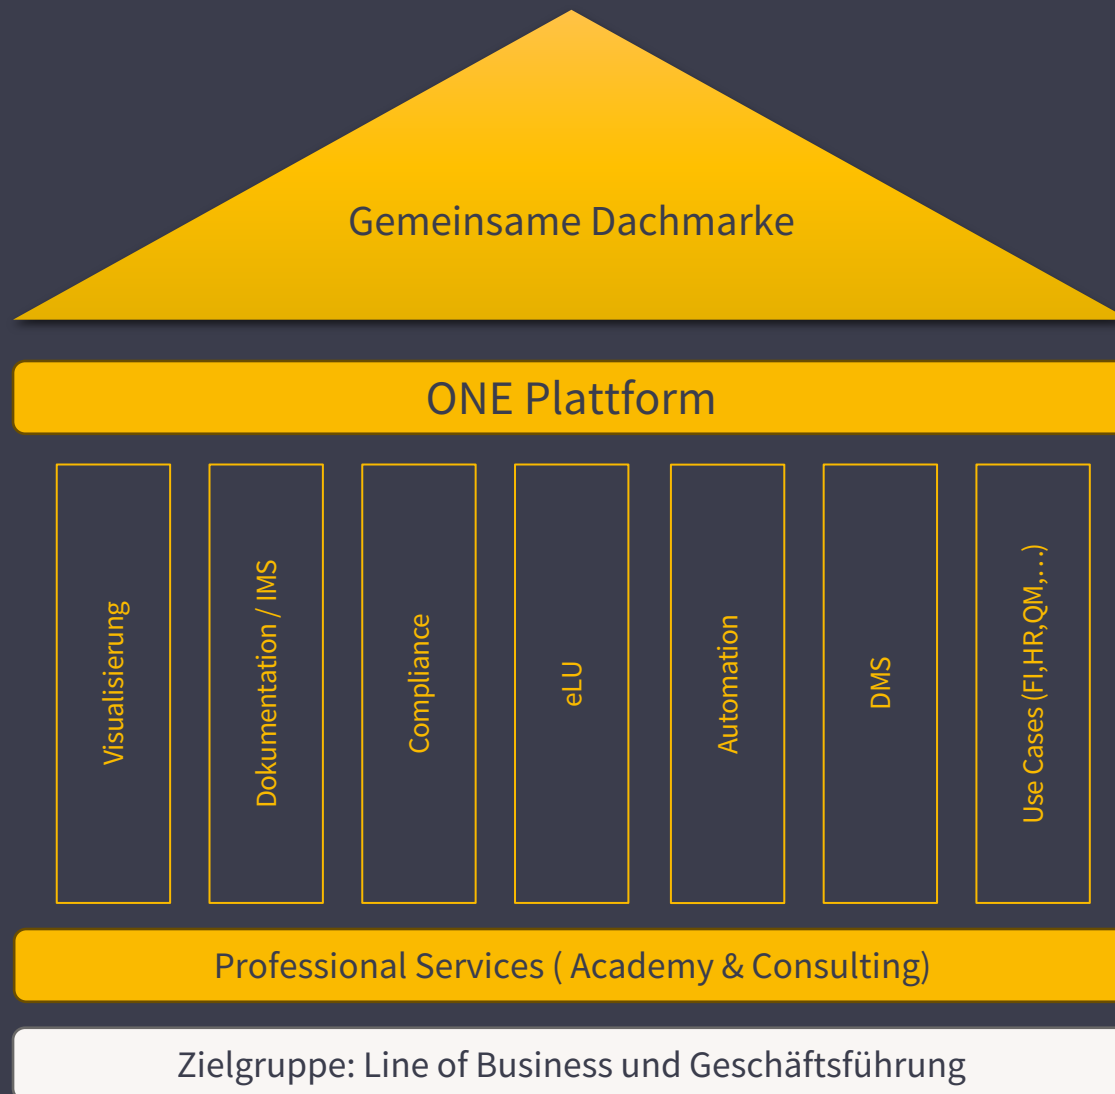 Gemeinsame Dachmarke
ONE Plattform
Visualisierung
Dokumentation / IMS
Compliance
eLU
Automation
DMS
Use Cases (FI,HR,QM,...)
Professional Services ( Academy & Consulting)
Zielgruppe: Line of Business und Geschäftsführung